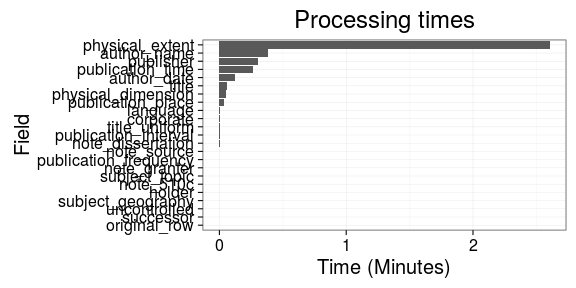 Processing times
Field
physical_extent
author_name
publisher
publication_time
author_date
title
physical_dimension
publication_place
language
corporate
title_uniform
publication_interval
note_dissertation
note_source
publication_frequency
note_granter
subject_topic
note_510c
holder
subject_geography
uncontrolled
successor
original_row
0 1 2
Time (Minutes)